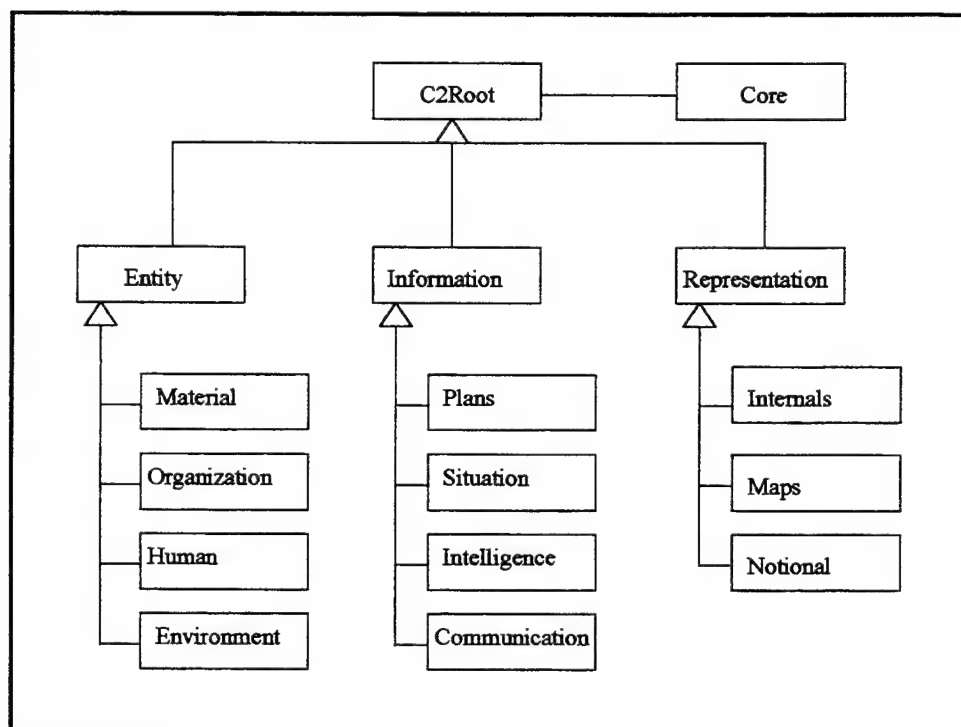 C2Root
Core
Entity
Information
Representation
Material
Organization
Human
Environment
Plans
Situation
Intelligence
Communication
Internals
Maps
Notional